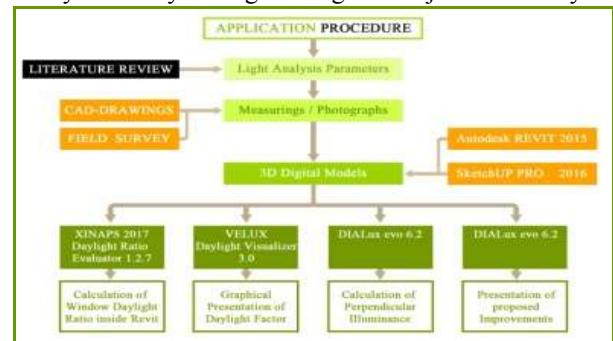 APPLICATION PROCEDURE
LITERATURE REVIEW
Light Analysis Parameters
CAD-DRAWINGS
FIELD SURVEY
Measurings / Photographs
Autodesk REVIT 2015
SketchUP PRO 2016
3D Digital Models
XINAPS 2017
Daylight Ratio
Evaluator 1.2.7
VELUX
Daylight Visualizer
3.0
DIALux evo 6.2
DIALux evo 6.2
Calculation of
Window Daylight
Ratio inside Revit
Graphical
Presentation of
Daylight Factor
Calculation of
Perpendicular
Illuminance
Presentation of
proposed
Improvements